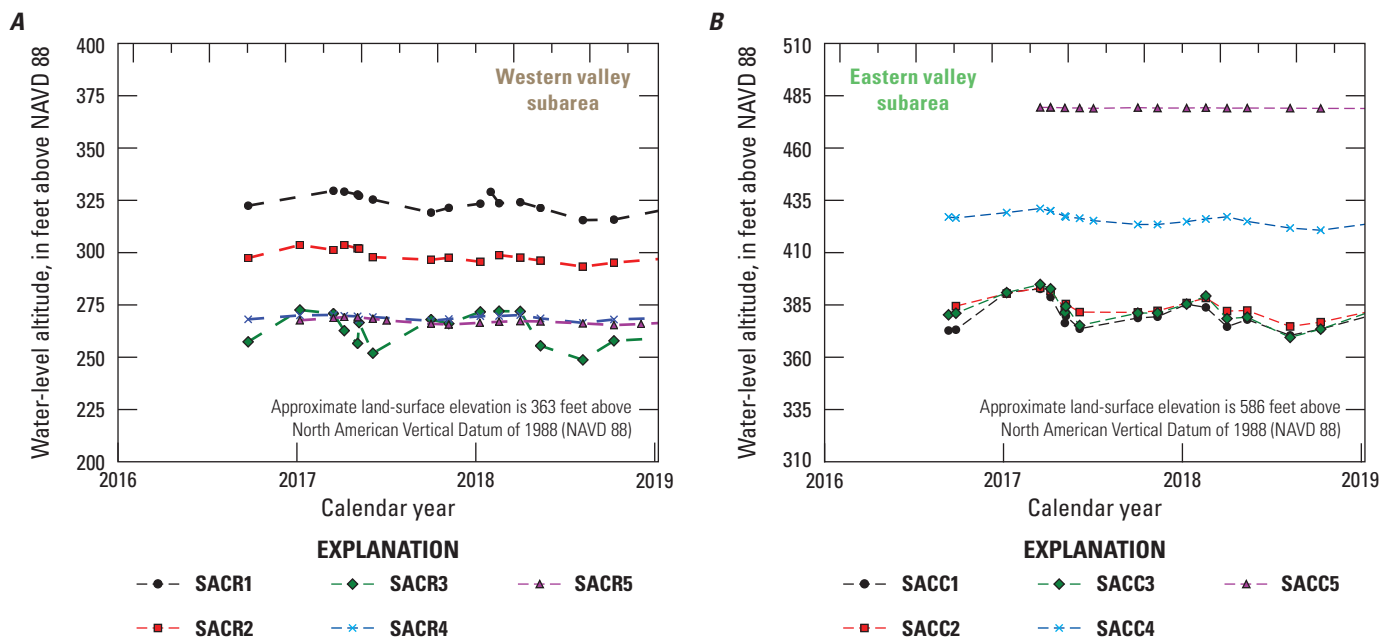 A
Water-level altitude, in feet above NAVD 88
400
375
350
325
300
275
250
225
200
Western valley
subarea
Approximate land-surface elevation is 363 feet above
North American Vertical Datum of 1988 (NAVD 88)
2016
2017
2018
2019
Calendar year
EXPLANATION
SACR1
SACR3
SACR5
SACR2
SACR4
B
Water-level altitude, in feet above NAVD 88
510
485
460
435
410
385
360
335
310
Eastern valley
subarea
Approximate land-surface elevation is 586 feet above
North American Vertical Datum of 1988 (NAVD 88)
2016
2017
2018
2019
Calendar year
EXPLANATION
SACC1
SACC3
SACC5
SACC2
SACC4